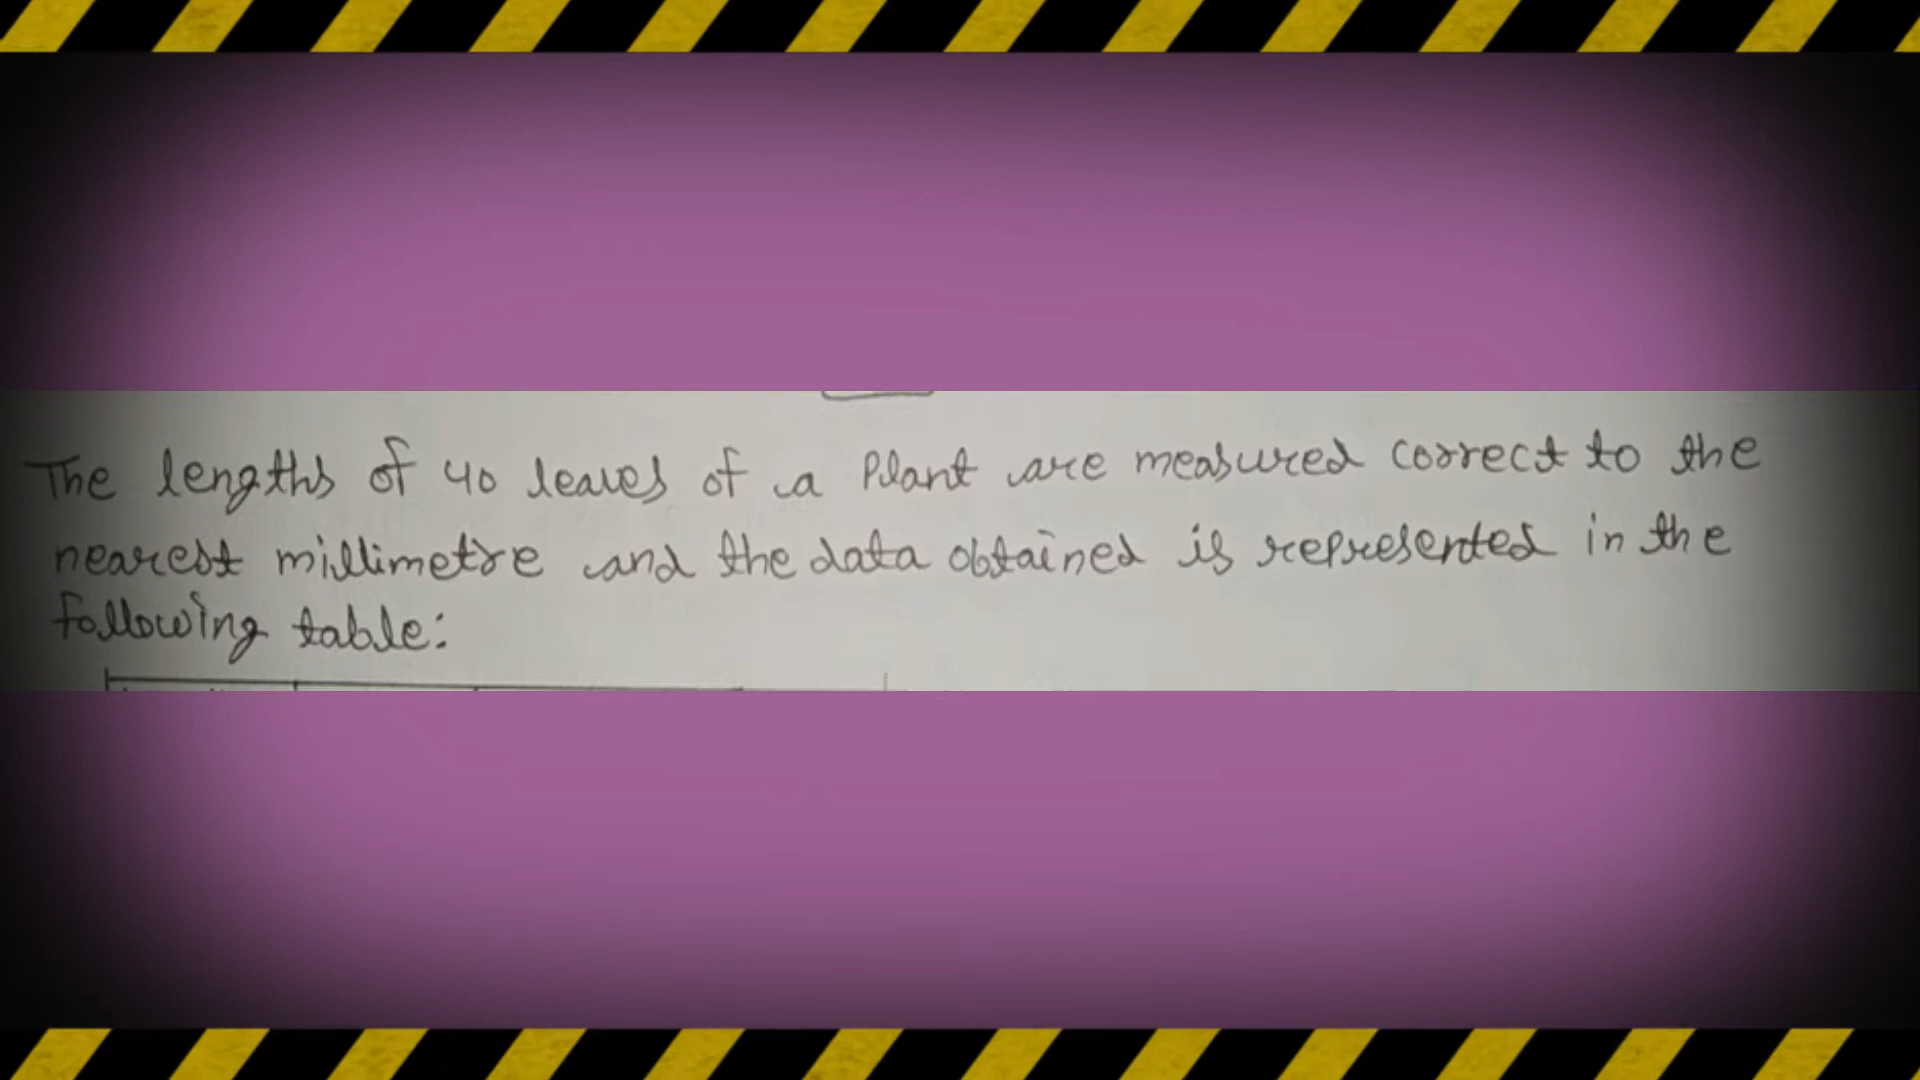 The lengths of 40 leaves of a Plant are measured correct to the
nearest millimetre and the data obtained is represented in the
following table: